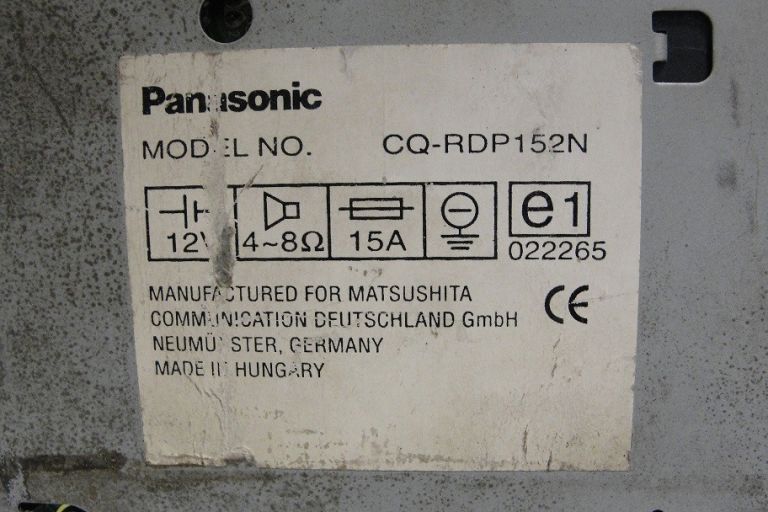 Panasonic
MODEL NO. CQ-RDP152N
12V 4~8Ω 15A e1
022265
MANUFACTURED FOR MATSUSHITA CE
COMMUNICATION DEUTSCHLAND GmbH
NEUMÜNSTER, GERMANY
MADE IN HUNGARY